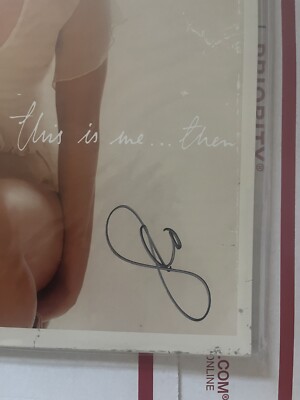 this is me... then
PRIORITY®
.COM®
ONLINE